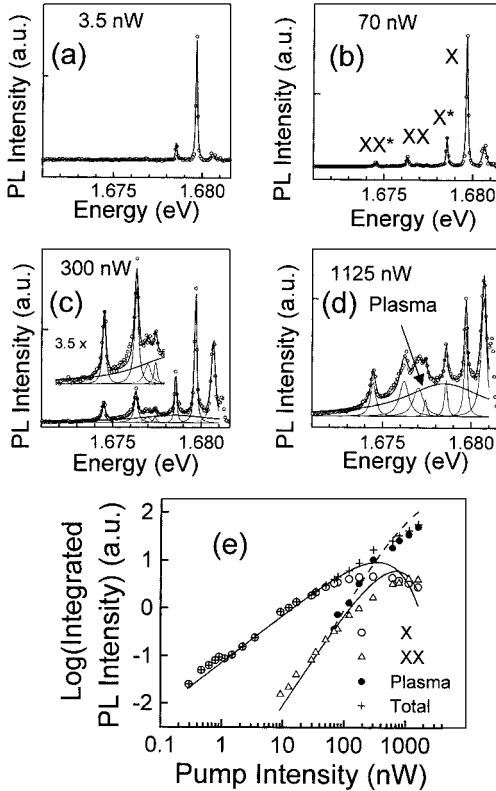 3.5 nW
(a)
PL Intensity (a.u.)
1.675 1.680
Energy (eV)
70 nW
(b)
X
X*
XX
XX*
PL Intensity (a.u.)
1.675 1.680
Energy (eV)
300 nW
(c)
3.5 x
PL Intensity (a.u.)
1.675 1.680
Energy (eV)
1125 nW
(d)
Plasma
PL Intensity (a.u.)
1.675 1.680
Energy (eV)
(e)
Log(Integrated
PL Intensity) (a.u.)
2
1
0
-1
-2
X
XX
Plasma
Total
0.1 1 10 100 1000
Pump Intensity (nW)